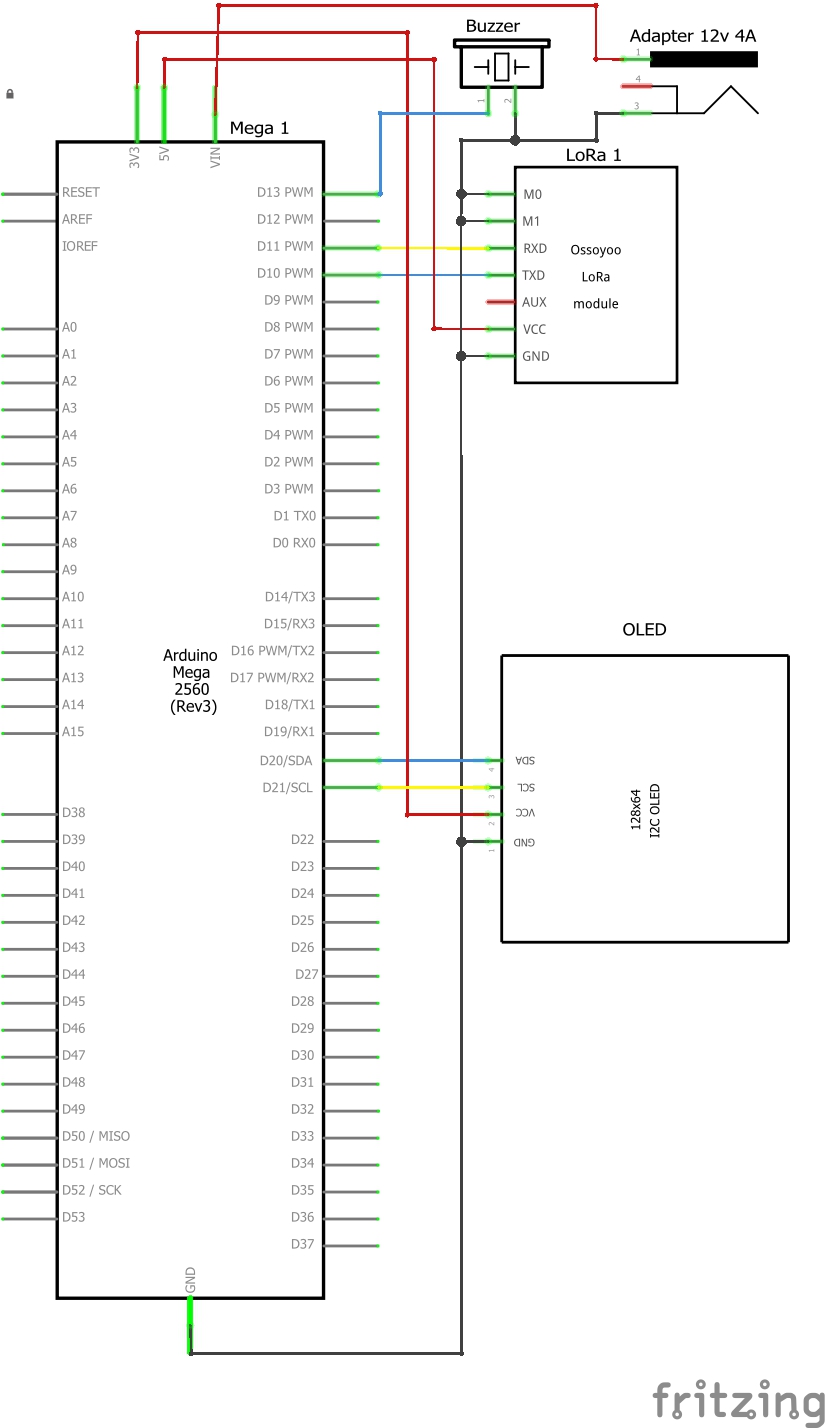 Buzzer
Adapter 12v 4A
1
4
3
1
2
Mega 1
3V3
5V
VIN
LoRa 1
RESET
AREF
IOREF
A0
A1
A2
A3
A4
A5
A6
A7
A8
A9
A10
A11
A12
A13
A14
A15
D38
D39
D40
D41
D42
D43
D44
D45
D46
D47
D48
D49
D50 / MISO
D51 / MOSI
D52 / SCK
D53
Arduino
Mega
2560
(Rev3)
D13 PWM
D12 PWM
D11 PWM
D10 PWM
D9 PWM
D8 PWM
D7 PWM
D6 PWM
D5 PWM
D4 PWM
D2 PWM
D3 PWM
D1 TX0
D0 RX0
D14/TX3
D15/RX3
D16 PWM/TX2
D17 PWM/RX2
D18/TX1
D19/RX1
D20/SDA
D21/SCL
D22
D23
D24
D25
D26
D27
D28
D29
D30
D31
D32
D33
D34
D35
D36
D37
GND
M0
M1
RXD
TXD
AUX
VCC
GND
Ossoyoo
LoRa
module
OLED
SDA
4
SCL
3
VCC
2
GND
1
128x64
I2C OLED
fritzing